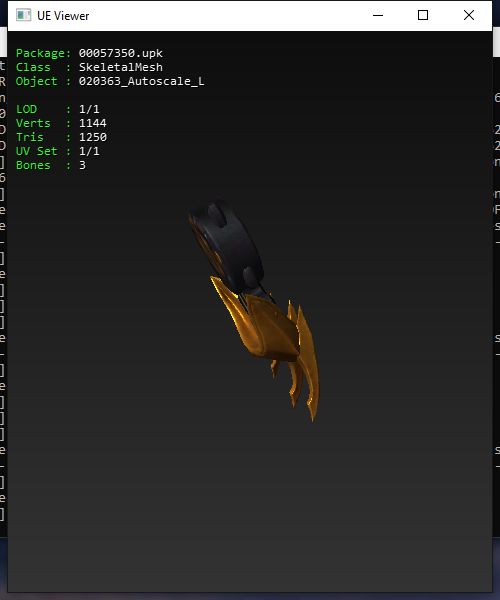 UE Viewer
Package: 00057350.upk
Class : SkeletalMesh
Object : 020363_Autoscale_L
LOD : 1/1
Verts : 1144
Tris : 1250
UV Set : 1/1
Bones : 3